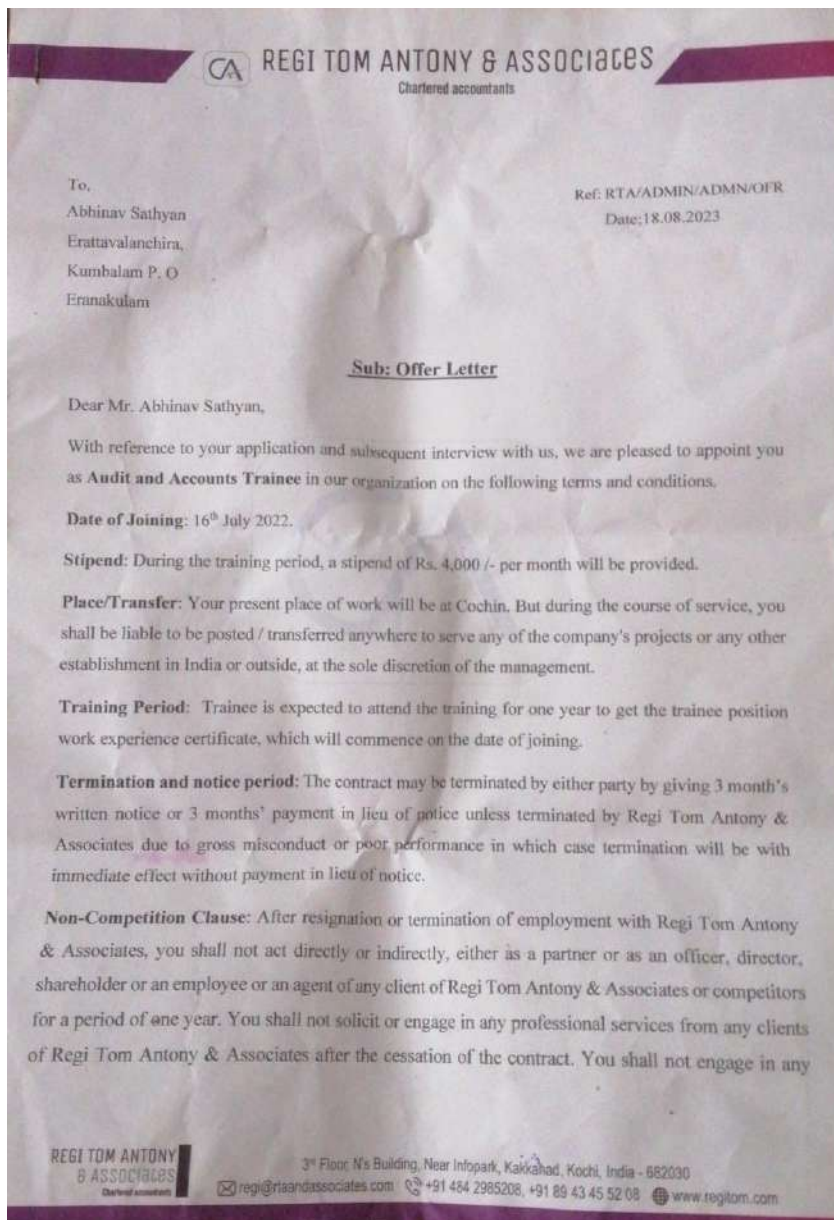 CA REGI TOM ANTONY & ASSOCIATES
Chartered accountants
To,
Ref: RTA/ADMIN/ADMN/OFR
Abhinav Sathyan
Date:18.08.2023
Erattavalanchira,
Kumbalam P. O
Eranakulam
Sub: Offer Letter
Dear Mr. Abhinav Sathyan,
With reference to your application and subsequent interview with us, we are pleased to appoint you
as Audit and Accounts Trainee in our organization on the following terms and conditions.
Date of Joining: 16th July 2022.
Stipend: During the training period, a stipend of Rs. 4,000 /- per month will be provided.
Place/Transfer: Your present place of work will be at Cochin. But during the course of service, you
shall be liable to be posted / transferred anywhere to serve any of the company's projects or any other
establishment in India or outside, at the sole discretion of the management.
Training Period: Trainee is expected to attend the training for one year to get the trainee position
work experience certificate, which will commence on the date of joining.
Termination and notice period: The contract may be terminated by either party by giving 3 month's
written notice or 3 months' payment in lieu of notice unless terminated by Regi Tom Antony &
Associates due to gross misconduct or poor performance in which case termination will be with
immediate effect without payment in lieu of notice.
Non-Competition Clause: After resignation or termination of employment with Regi Tom Antony
& Associates, you shall not act directly or indirectly, either as a partner or as an officer, director,
shareholder or an employee or an agent of any client of Regi Tom Antony & Associates or competitors
for a period of one year. You shall not solicit or engage in any professional services from any clients
of Regi Tom Antony & Associates after the cessation of the contract. You shall not engage in any
REGI TOM ANTONY
& ASSOCIATES
Chartered accountants
3rd Floor, N's Building, Near Infopark, Kakkanad, Kochi, India - 682030
regi@rtaandassociates.com +91 484 2985208, +91 89 43 45 52 08 www.regitom.com